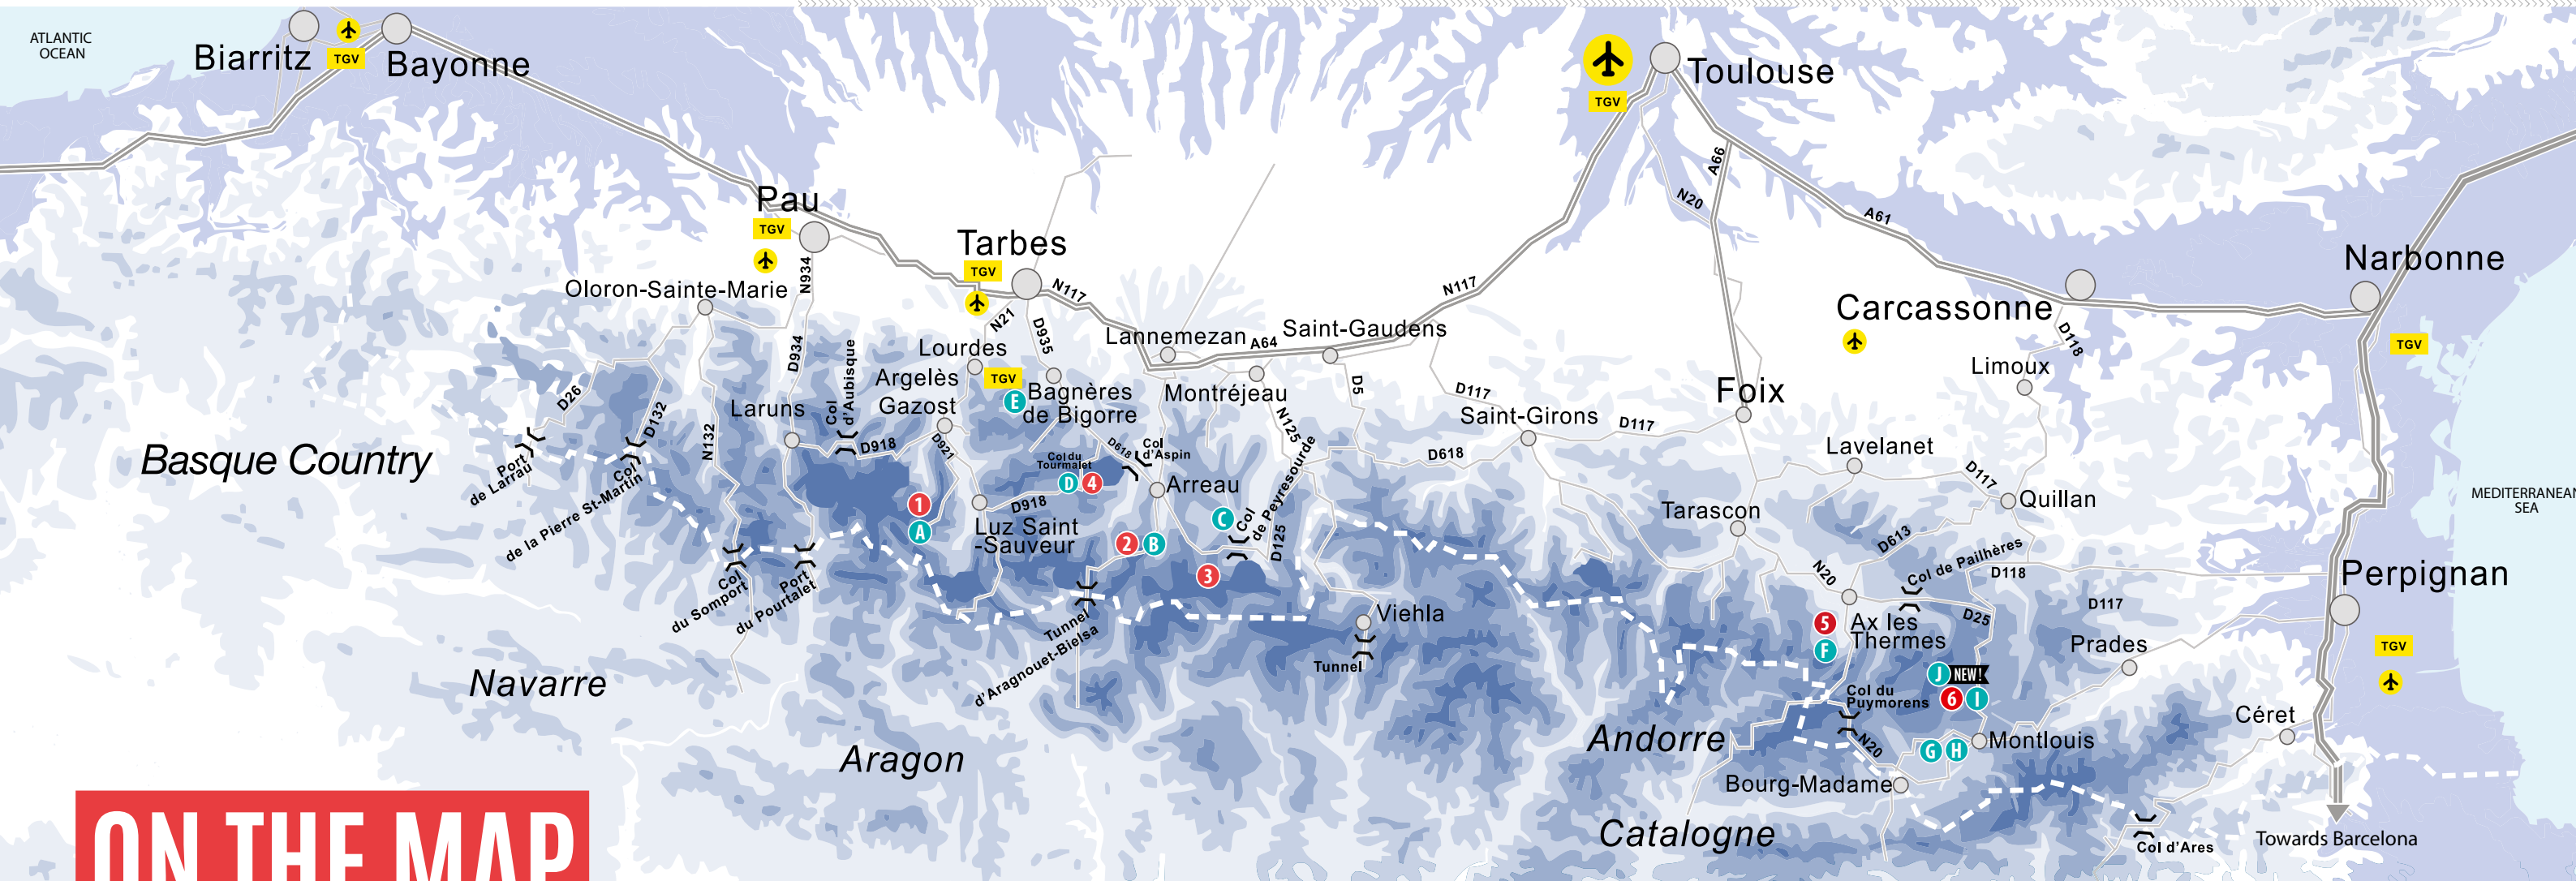 ATLANTIC
OCEAN
Biarritz
TGV
Bayonne
TGV
Toulouse
Pau
TGV
N934
Oloron-Sainte-Marie
Tarbes
TGV
N117
N21
D935
Lourdes
TGV
Argelès
Gazost
E
Bagnères
de Bigorre
Lannemezan
A64
Saint-Gaudens
N117
Montréjeau
N125
D5
D117
Saint-Girons
D618
D117
A66
N20
A61
Foix
Carcassonne
D118
Limoux
Narbonne
TGV
Lavelanet
D117
Quillan
MEDITERRANEAN
SEA
Basque Country
D26
D132
N132
D934
Laruns
Col
d'Aubisque
D918
D921
Port
de Larrau
Col
de la Pierre St-Martin
Col du
Tourmalet
D 4
D618
Col
d'Aspin
Arreau
1
A
D918
Luz Saint
-Sauveur
2 B
C
Col
de Peyresourde
D125
3
Col
du Somport
Port
du Pourtalet
Tunnel
d'Aragnouet-Bielsa
Viehla
Tunnel
Tarascon
N20
D613
Col de Pailhères
D118
D25
D117
Perpignan
TGV
5
F
Ax les
Thermes
Prades
J NEW!
6 I
Col du
Puymorens
N20
G H
Montlouis
Céret
Navarre
Aragon
Andorre
Bourg-Madame
Catalogne
Col d'Ares
Towards Barcelona
ON THE MAP